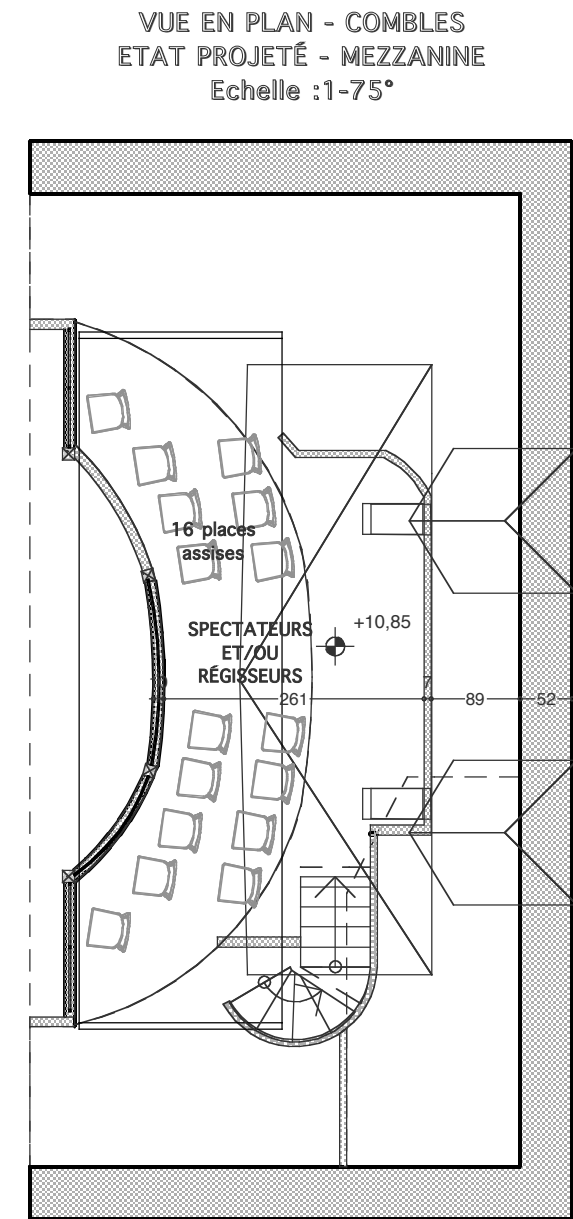 VUE EN PLAN - COMBLES
ETAT PROJETÉ - MEZZANINE
Echelle :1-75°
16 places
assises
SPECTATEURS
ET/OU
RÉGISSEURS
+10,85
261
7
89
52